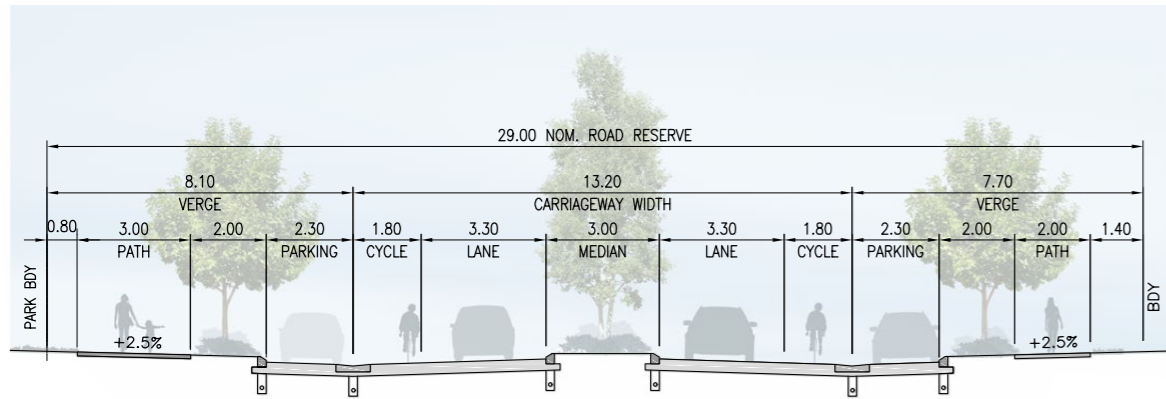 29.00 NOM. ROAD RESERVE
8.10 13.20 7.70
VERGE CARRIAGEWAY WIDTH VERGE
0.80 3.00 2.00 2.30 1.80 3.30 3.00 3.30 1.80 2.30 2.00 2.00 1.40
PATH PARKING CYCLE LANE MEDIAN LANE CYCLE PARKING PATH
PARK BDY
BDY
+2.5% +2.5%